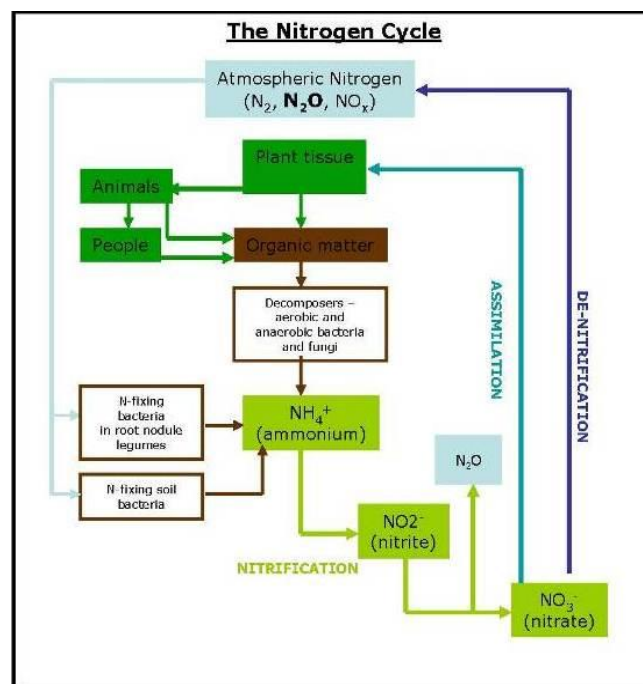 The Nitrogen Cycle
Atmospheric Nitrogen
(N₂, N₂O, NOₓ)
Plant tissue
Animals
People
Organic matter
Decomposers –
aerobic and
anaerobic bacteria
and fungi
ASSIMILATION
DE-NITRIFICATION
N-fixing
bacteria
in root nodule
legumes
NH₄⁺
(ammonium)
N₂O
N-fixing soil
bacteria
NO2⁻
(nitrite)
NITRIFICATION
NO₃⁻
(nitrate)